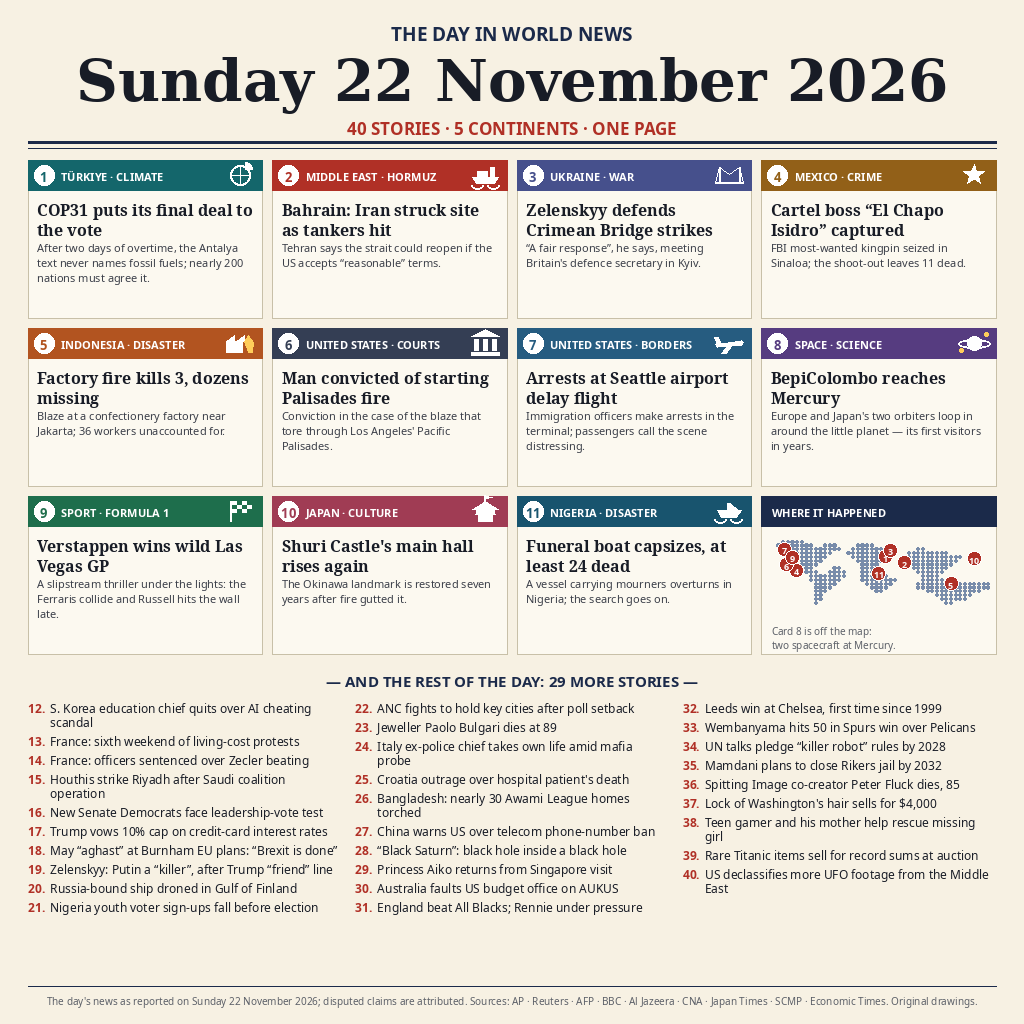 THE DAY IN WORLD NEWS
Sunday 22 November 2026
40 STORIES · 5 CONTINENTS · ONE PAGE
1 TÜRKIYE · CLIMATE
COP31 puts its final deal to
the vote
After two days of overtime, the Antalya
text never names fossil fuels; nearly 200
nations must agree it.
2 MIDDLE EAST · HORMUZ
Bahrain: Iran struck site
as tankers hit
Tehran says the strait could reopen if the
US accepts “reasonable” terms.
3 UKRAINE · WAR
Zelenskyy defends
Crimean Bridge strikes
“A fair response”, he says, meeting
Britain's defence secretary in Kyiv.
4 MEXICO · CRIME
Cartel boss “El Chapo
Isidro” captured
FBI most-wanted kingpin seized in
Sinaloa; the shoot-out leaves 11 dead.
5 INDONESIA · DISASTER
Factory fire kills 3, dozens
missing
Blaze at a confectionery factory near
Jakarta; 36 workers unaccounted for.
6 UNITED STATES · COURTS
Man convicted of starting
Palisades fire
Conviction in the case of the blaze that
tore through Los Angeles' Pacific
Palisades.
7 UNITED STATES · BORDERS
Arrests at Seattle airport
delay flight
Immigration officers make arrests in the
terminal; passengers call the scene
distressing.
8 SPACE · SCIENCE
BepiColombo reaches
Mercury
Europe and Japan's two orbiters loop in
around the little planet — its first visitors
in years.
9 SPORT · FORMULA 1
Verstappen wins wild Las
Vegas GP
A slipstream thriller under the lights: the
Ferraris collide and Russell hits the wall
late.
10 JAPAN · CULTURE
Shuri Castle's main hall
rises again
The Okinawa landmark is restored seven
years after fire gutted it.
11 NIGERIA · DISASTER
Funeral boat capsizes, at
least 24 dead
A vessel carrying mourners overturns in
Nigeria; the search goes on.
WHERE IT HAPPENED
7
9
4
3
2
11
5
10
Card 8 is off the map:
two spacecraft at Mercury.
— AND THE REST OF THE DAY: 29 MORE STORIES —
12. S. Korea education chief quits over AI cheating
scandal
13. France: sixth weekend of living-cost protests
14. France: officers sentenced over Zecler beating
15. Houthis strike Riyadh after Saudi coalition
operation
16. New Senate Democrats face leadership-vote test
17. Trump vows 10% cap on credit-card interest rates
18. May “aghast” at Burnham EU plans: “Brexit is done”
19. Zelenskyy: Putin a “killer”, after Trump “friend” line
20. Russia-bound ship droned in Gulf of Finland
21. Nigeria youth voter sign-ups fall before election
22. ANC fights to hold key cities after poll setback
23. Jeweller Paolo Bulgari dies at 89
24. Italy ex-police chief takes own life amid mafia
probe
25. Croatia outrage over hospital patient's death
26. Bangladesh: nearly 30 Awami League homes
torched
27. China warns US over telecom phone-number ban
28. “Black Saturn”: black hole inside a black hole
29. Princess Aiko returns from Singapore visit
30. Australia faults US budget office on AUKUS
31. England beat All Blacks; Rennie under pressure
32. Leeds win at Chelsea, first time since 1999
33. Wembanyama hits 50 in Spurs win over Pelicans
34. UN talks pledge “killer robot” rules by 2028
35. Mamdani plans to close Rikers jail by 2032
36. Spitting Image co-creator Peter Fluck dies, 85
37. Lock of Washington's hair sells for $4,000
38. Teen gamer and his mother help rescue missing
girl
39. Rare Titanic items sell for record sums at auction
40. US declassifies more UFO footage from the Middle
East
The day's news as reported on Sunday 22 November 2026; disputed claims are attributed. Sources: AP · Reuters · AFP · BBC · Al Jazeera · CNA · Japan Times · SCMP · Economic Times. Original drawings.